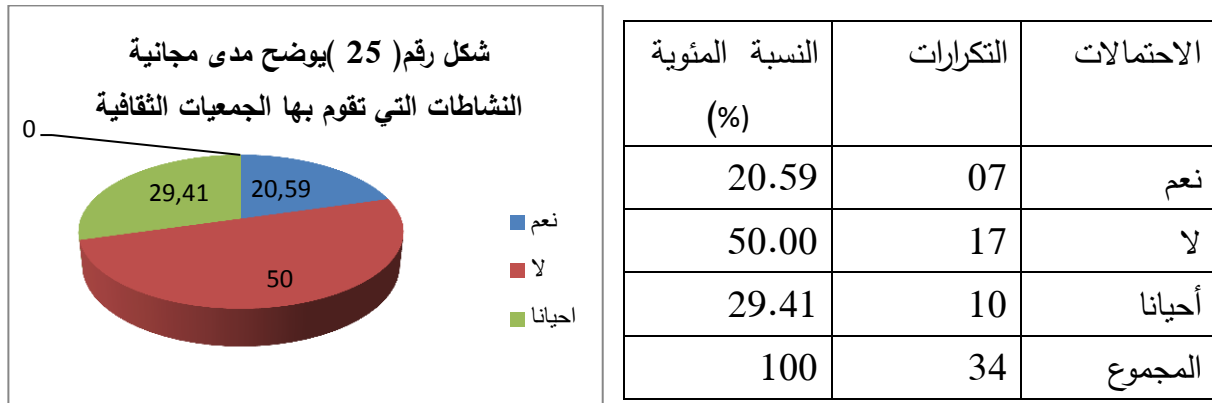 شكل رقم( 25 )يوضح مدى مجانية
النشاطات التي تقوم بها الجمعيات الثقافية
0
29,41
20,59
50
نعم
لا
احيانا
الاحتمالات التكرارات النسبة المئوية
(%)
نعم 07 20.59
لا 17 50.00
أحيانا 10 29.41
المجموع 34 100